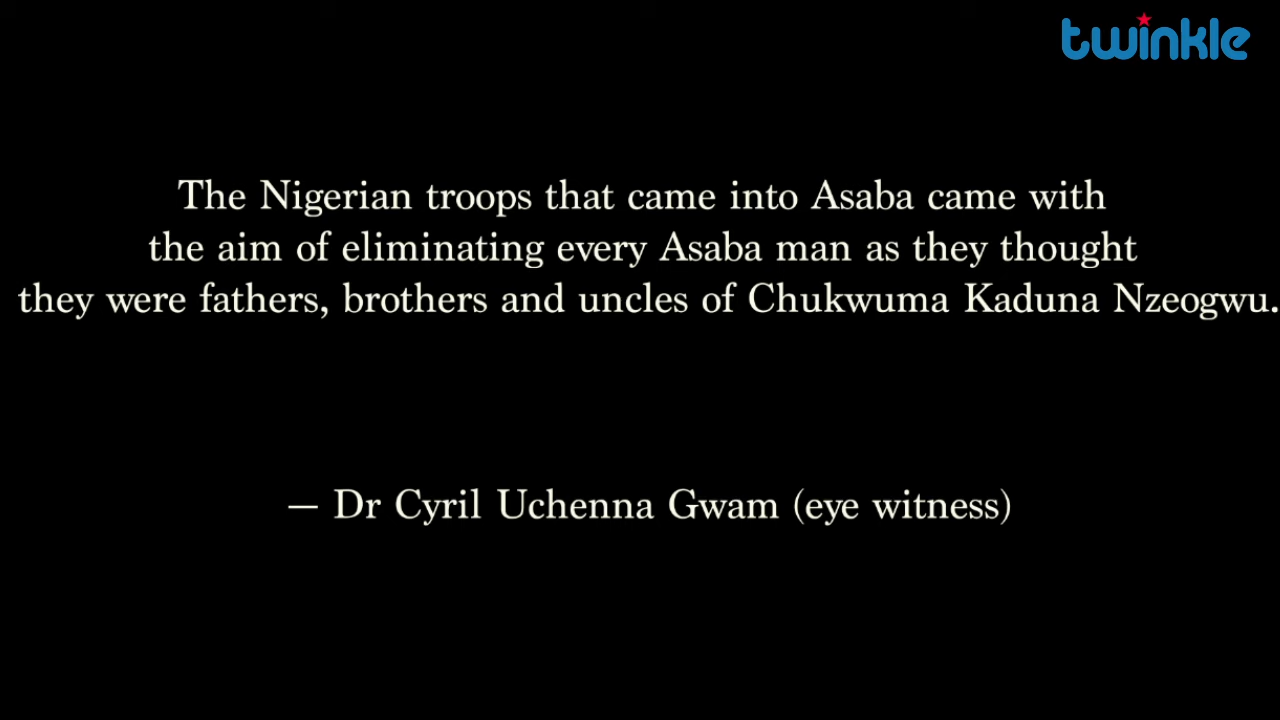 twinkle
The Nigerian troops that came into Asaba came with
the aim of eliminating every Asaba man as they thought
they were fathers, brothers and uncles of Chukwuma Kaduna Nzeogwu.
— Dr Cyril Uchenna Gwam (eye witness)